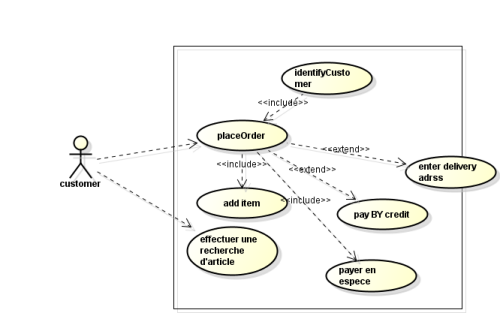 identifyCusto
mer
<<include>>
placeOrder
<<include>>
<<extend>>
customer
enter delivery
adrss
<<extend>>
add item
<<include>>
pay BY credit
effectuer une
recherche
d'article
payer en
espece